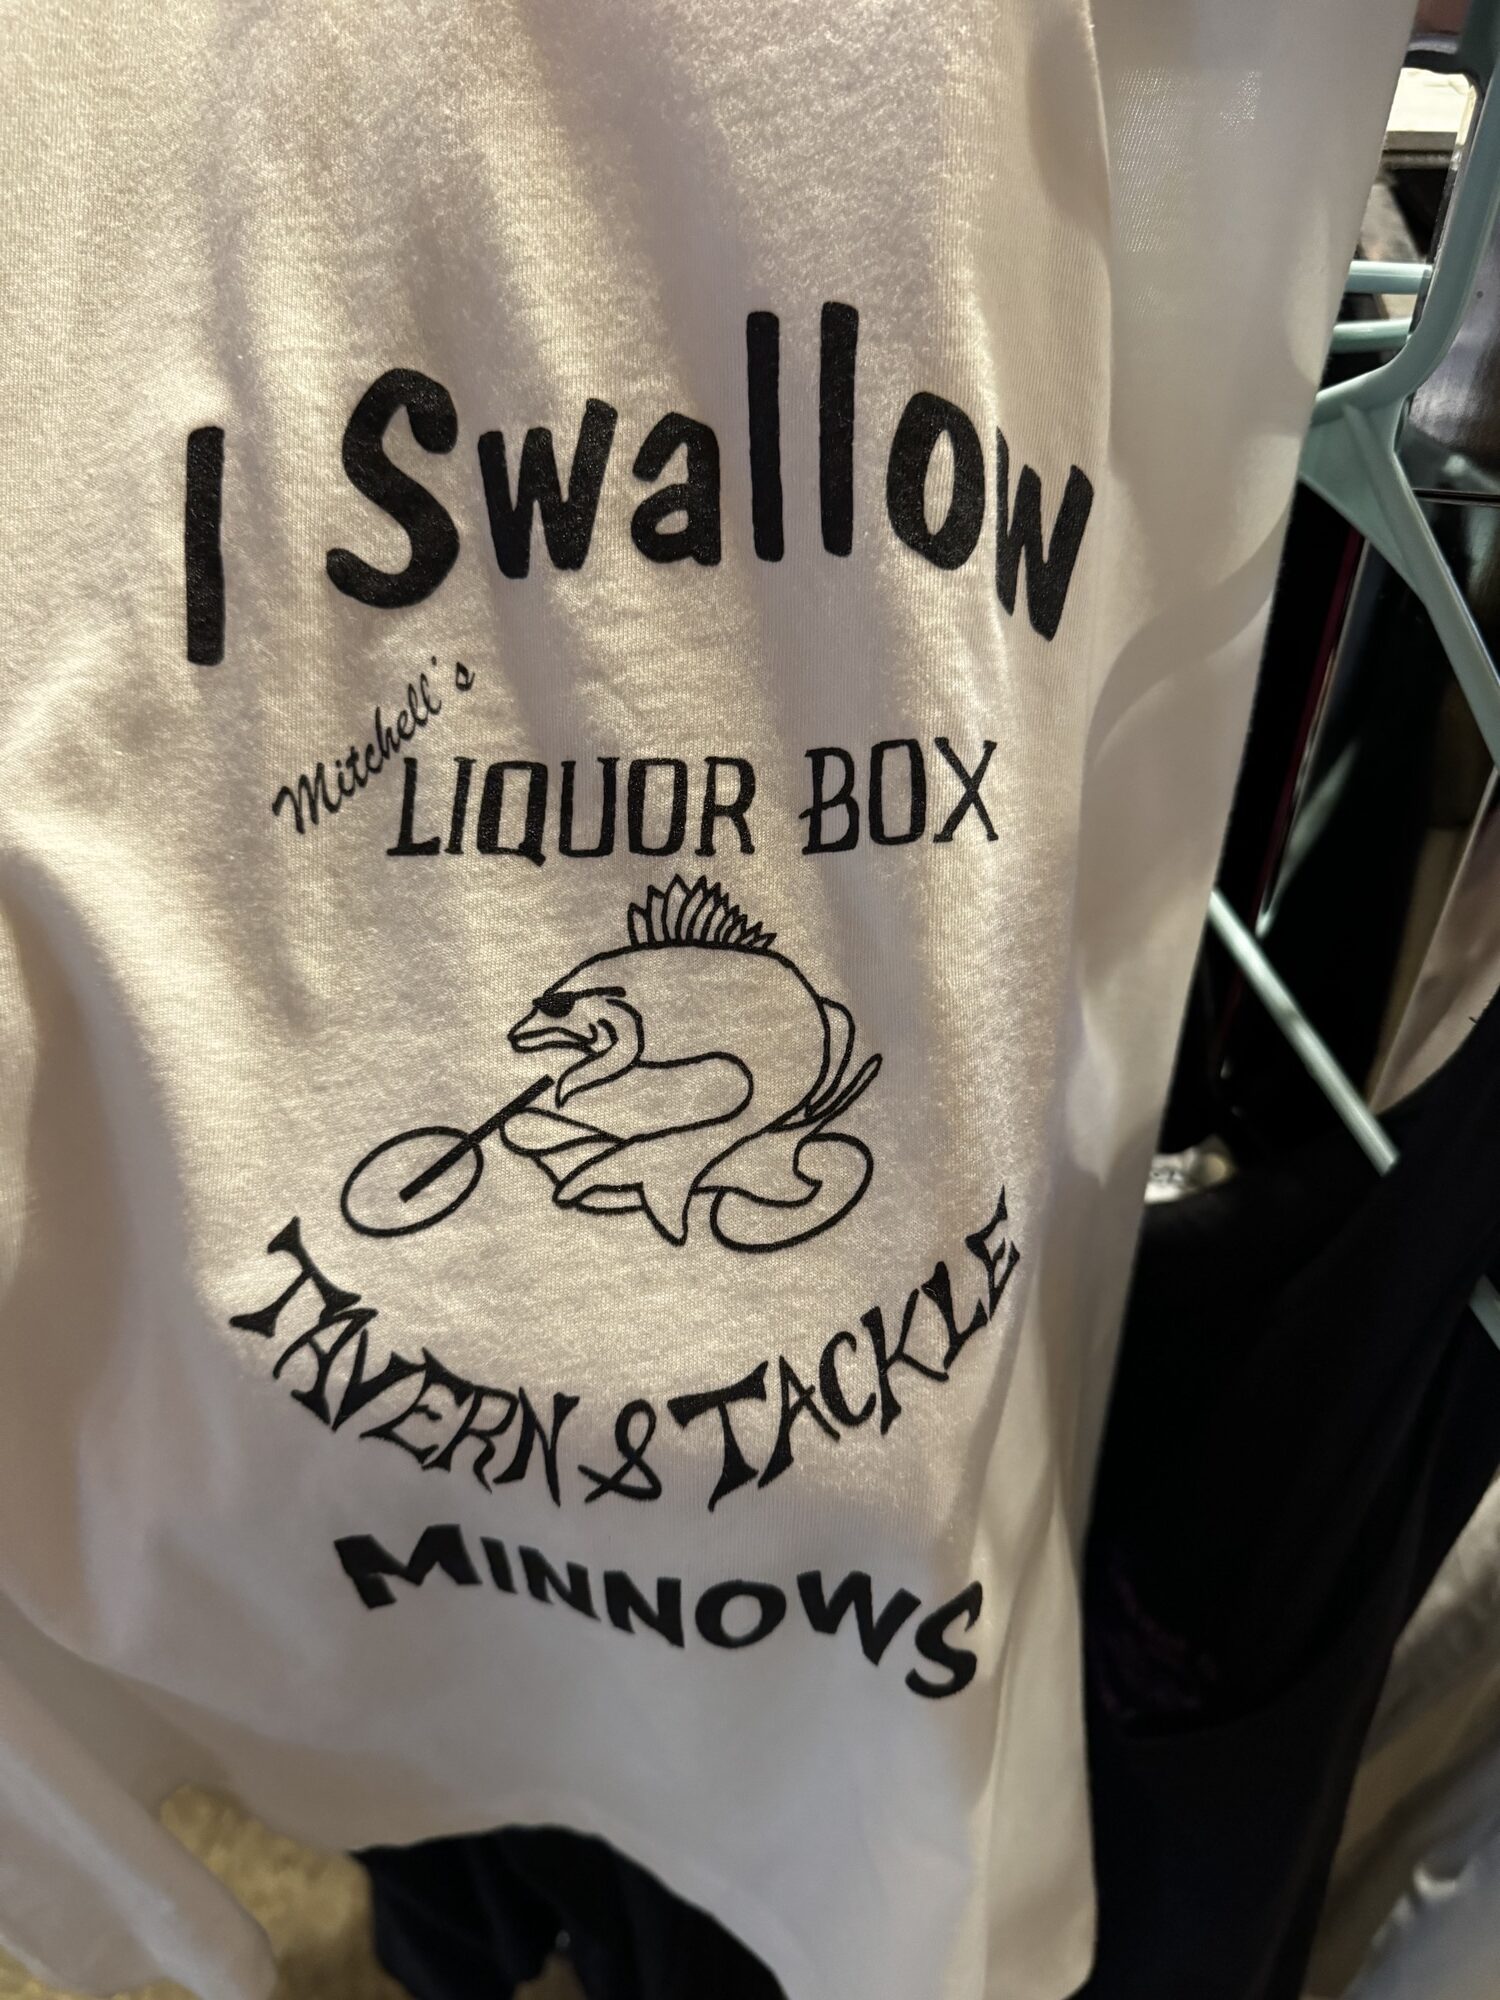 I Swallow
Mitchell's
LIQUOR BOX
TAVERN & TACKLE
MINNOWS